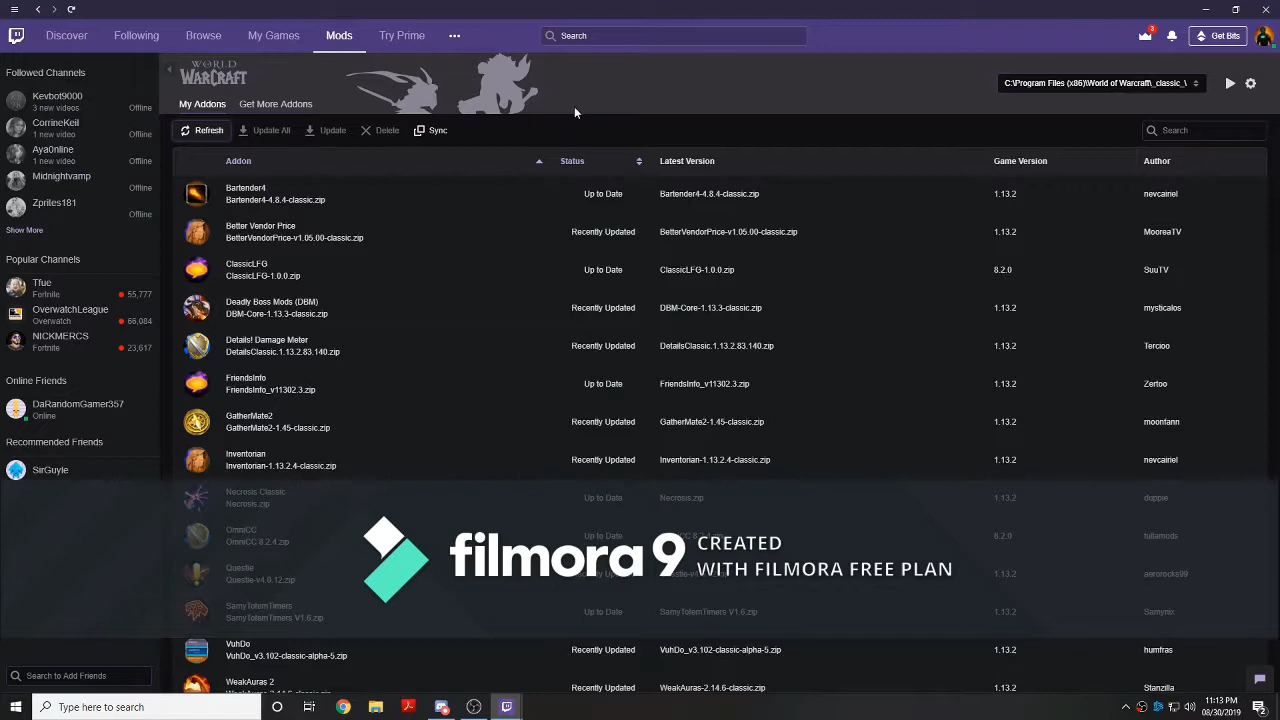 Discover
Following
Browse
My Games
Mods
Try Prime
Search
3
Get Bits
Followed Channels
Kevbot9000
3 new videos
Offline
CorrineKeil
1 new video
Offline
Aya0nline
1 new videos
Offline
Midnightvamp
Offline
Zprites181
Offline
Show More
Popular Channels
Tfue
Fortnite
55,777
OverwatchLeague
Overwatch
66,084
NICKMERCS
Fortnite
23,617
Online Friends
DaRandomGamer357
Online
Recommended Friends
SirGuyle
Search to Add Friends
WORLD
OF
WARCRAFT
C:\Program Files (x86)\World of Warcraft\_classic_\
My Addons
Get More Addons
Refresh
Update All
Update
Delete
Sync
Search
Addon Status Latest Version Game Version Author
Bartender4
Bartender4-4.8.4-classic.zip
Up to Date
Bartender4-4.8.4-classic.zip
1.13.2
nevcairiel
Better Vendor Price
BetterVendorPrice-v1.05.00-classic.zip
Recently Updated
BetterVendorPrice-v1.05.00-classic.zip
1.13.2
MooreaTV
ClassicLFG
ClassicLFG-1.0.0.zip
Up to Date
ClassicLFG-1.0.0.zip
8.2.0
SuuTV
Deadly Boss Mods (DBM)
DBM-Core-1.13.3-classic.zip
Recently Updated
DBM-Core-1.13.3-classic.zip
1.13.2
mysticalos
Details! Damage Meter
DetailsClassic.1.13.2.83.140.zip
Recently Updated
DetailsClassic.1.13.2.83.140.zip
1.13.2
Tercioo
FriendsInfo
FriendsInfo_v11302.3.zip
Up to Date
FriendsInfo_v11302.3.zip
1.13.2
Zertoo
GatherMate2
GatherMate2-1.45-classic.zip
Recently Updated
GatherMate2-1.45-classic.zip
1.13.2
moonfann
Inventorian
Inventorian-1.13.2.4-classic.zip
Recently Updated
Inventorian-1.13.2.4-classic.zip
1.13.2
nevcairiel
Necrosis Classic
Necrosis.zip
Up to Date
Necrosis.zip
1.13.2
doppie
OmniCC
OmniCC 8.2.4.zip
Up to Date
8.2.0
tullamods
Questie
Questie-v4.0.12.zip
1.13.2
aerorocks99
SamyTotemTimers
SamyTotemTimers V1.6.zip
Up to Date
SamyTotemTimers V1.6.zip
1.13.2
Samynix
filmora 9
CREATED
WITH FILMORA FREE PLAN
VuhDo
VuhDo_v3.102-classic-alpha-5.zip
Recently Updated
VuhDo_v3.102-classic-alpha-5.zip
1.13.2
humfras
WeakAuras 2
Recently Updated
WeakAuras-2.14.6-classic.zip
1.13.2
Stanzilla
Type here to search
11:13 PM
08/30/2019
2